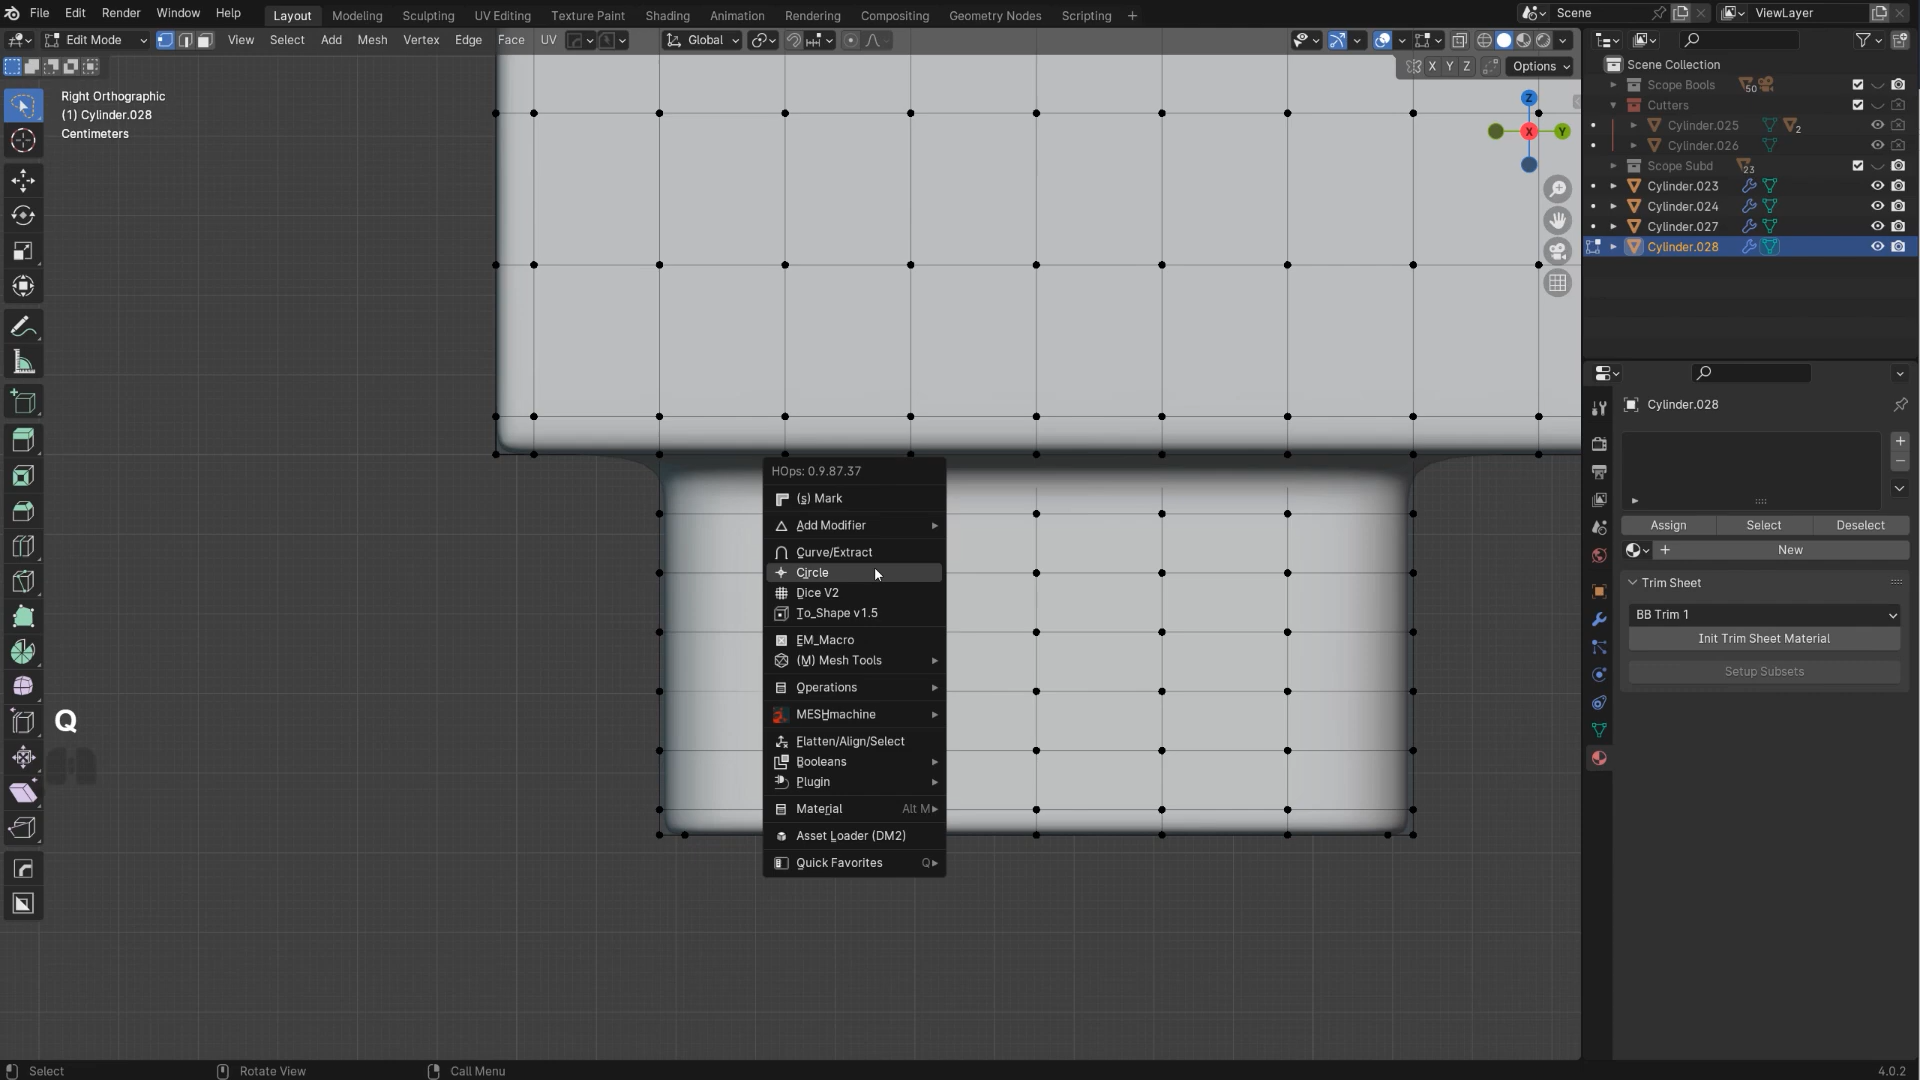 File Edit Render Window Help Layout Modeling Sculpting UV Editing Texture Paint Shading Animation Rendering Compositing Geometry Nodes Scripting + Scene ViewLayer
Edit Mode View Select Add Mesh Vertex Edge Face UV Global
X Y Z Options
Right Orthographic
(1) Cylinder.028
Centimeters
Z
X Y
Scene Collection
Scope Bools 50
Cutters
Cylinder.025 2
Cylinder.026
Scope Subd 23
Cylinder.023
Cylinder.024
Cylinder.027
Cylinder.028
HOps: 0.9.87.37
(s) Mark
Add Modifier
Curve/Extract
Circle
Dice V2
To_Shape v1.5
EM_Macro
(M) Mesh Tools
Operations
MESHmachine
Flatten/Align/Select
Booleans
Plugin
Material Alt M
Asset Loader (DM2)
Quick Favorites Q
Q
Cylinder.028
Assign Select Deselect
New
Trim Sheet
BB Trim 1
Init Trim Sheet Material
Setup Subsets
Select Rotate View Call Menu 4.0.2